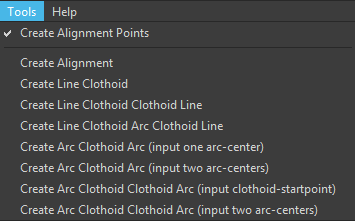 Tools Help
Create Alignment Points
Create Alignment
Create Line Clothoid
Create Line Clothoid Clothoid Line
Create Line Clothoid Arc Clothoid Line
Create Arc Clothoid Arc (input one arc-center)
Create Arc Clothoid Arc (input two arc-centers)
Create Arc Clothoid Clothoid Arc (input clothoid-startpoint)
Create Arc Clothoid Clothoid Arc (input two arc-centers)